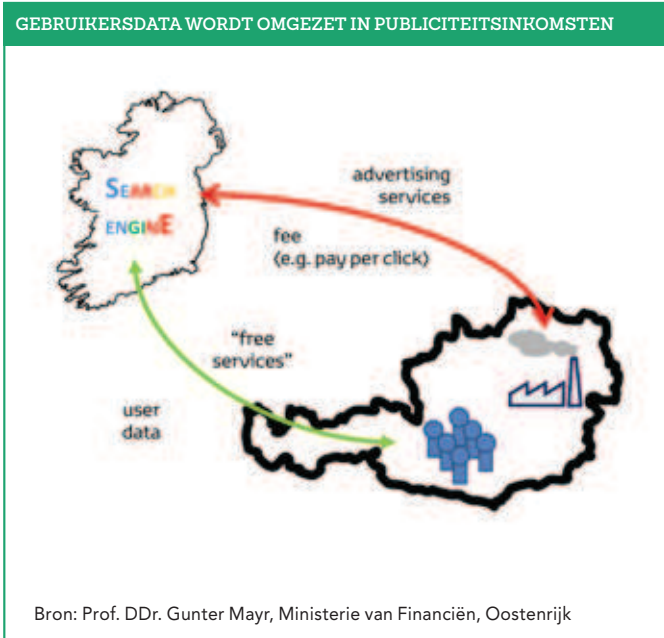 GEBRUIKERSDATA WORDT OMGEZET IN PUBLICITEITSINKOMSTEN
SEARCH
ENGINE
advertising
services
fee
(e.g. pay per click)
"free
services"
user
data
Bron: Prof. DDr. Gunter Mayr, Ministerie van Financiën, Oostenrijk